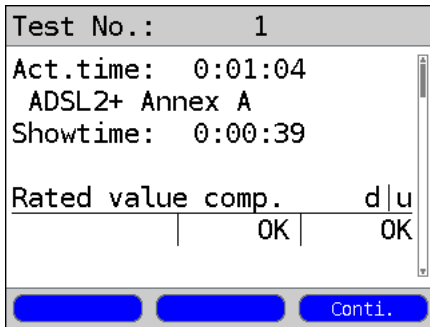 Test No.: 1
Act.time: 0:01:04
ADSL2+ Annex A
Showtime: 0:00:39
Rated value comp. d|u
OK OK
Conti.